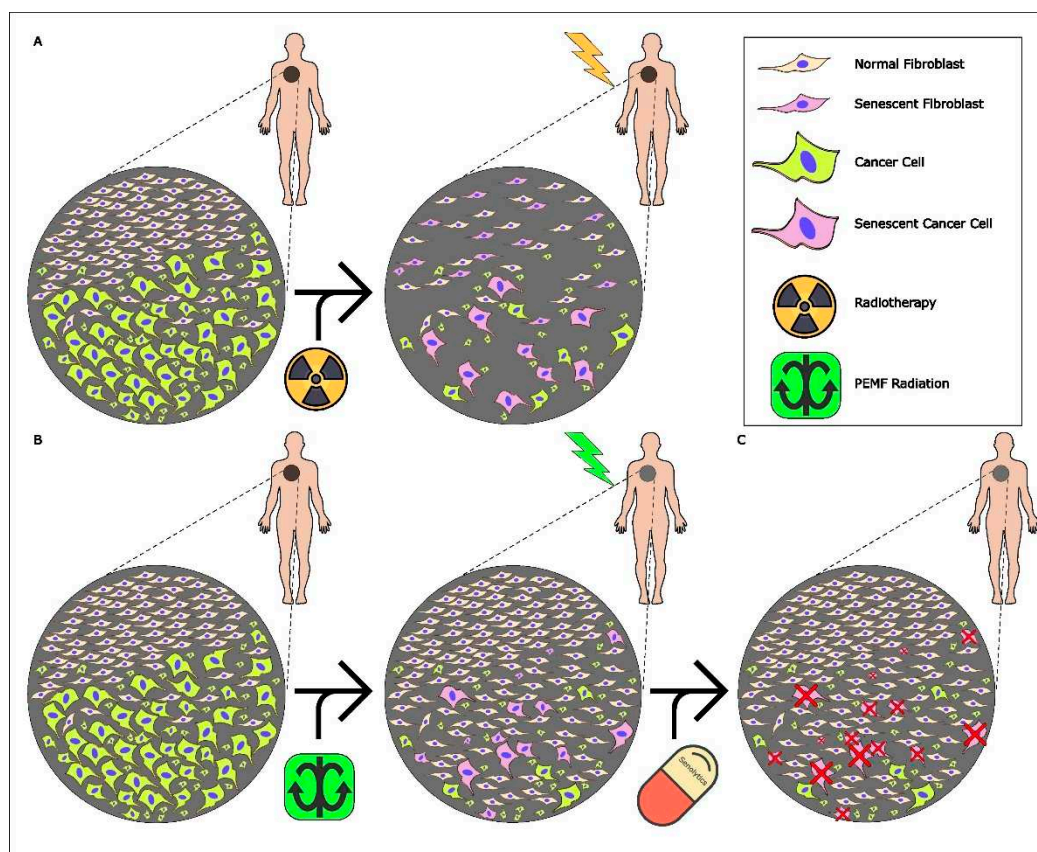 A
Normal Fibroblast
Senescent Fibroblast
Cancer Cell
Senescent Cancer Cell
Radiotherapy
PEMF Radiation
B
C
Senolytics